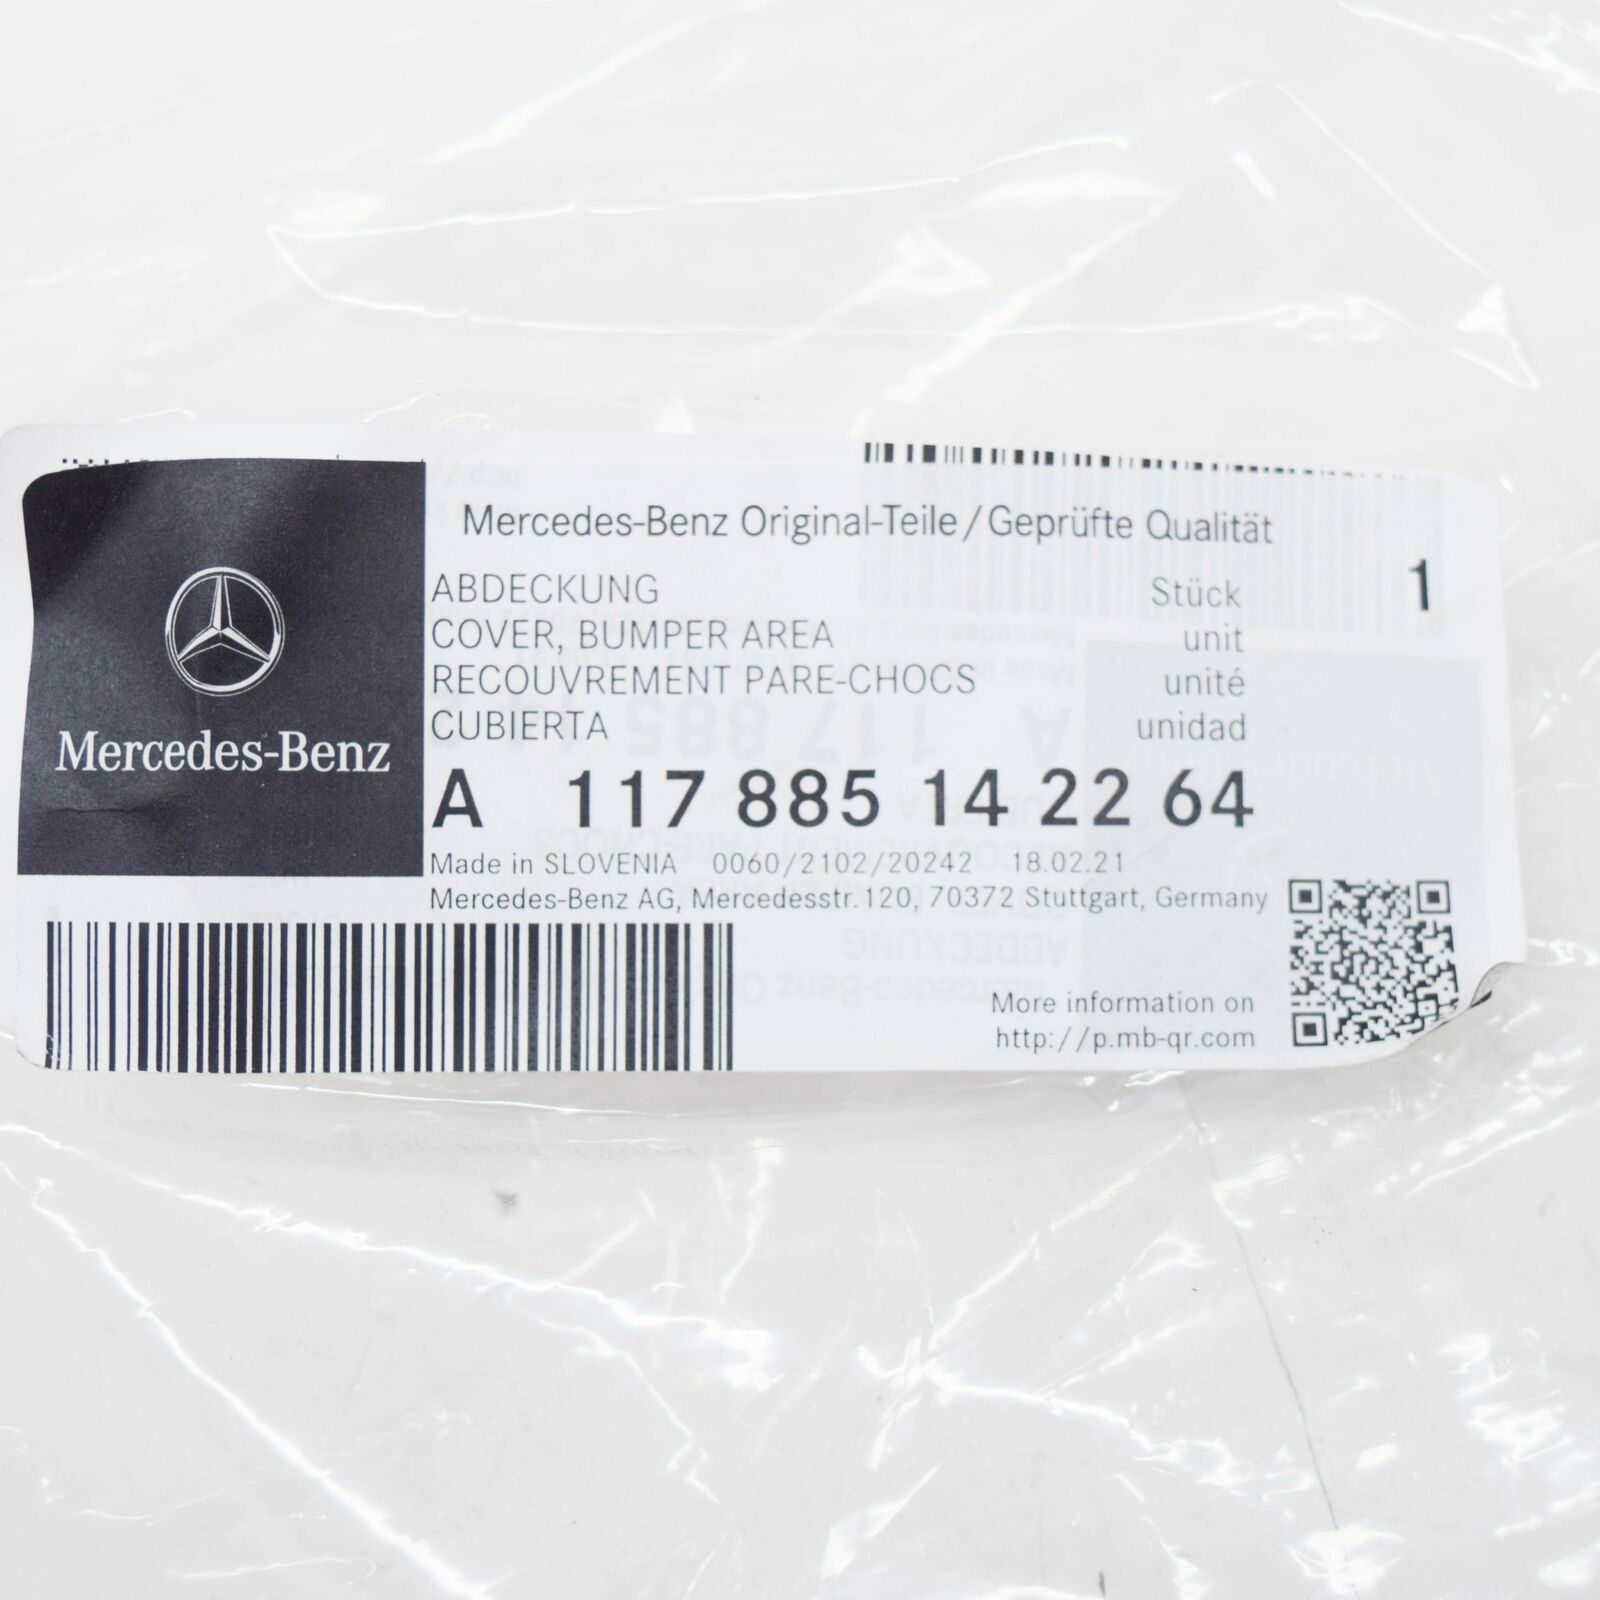 Mercedes-Benz Original-Teile/Geprüfte Qualität
ABDECKUNG Stück 1
COVER, BUMPER AREA unit
RECOUVREMENT PARE-CHOCS unité
CUBIERTA unidad
Mercedes-Benz
A 117 885 14 22 64
Made in SLOVENIA 0060/2102/20242 18.02.21
Mercedes-Benz AG, Mercedesstr.120, 70372 Stuttgart, Germany
More information on
http://p.mb-qr.com